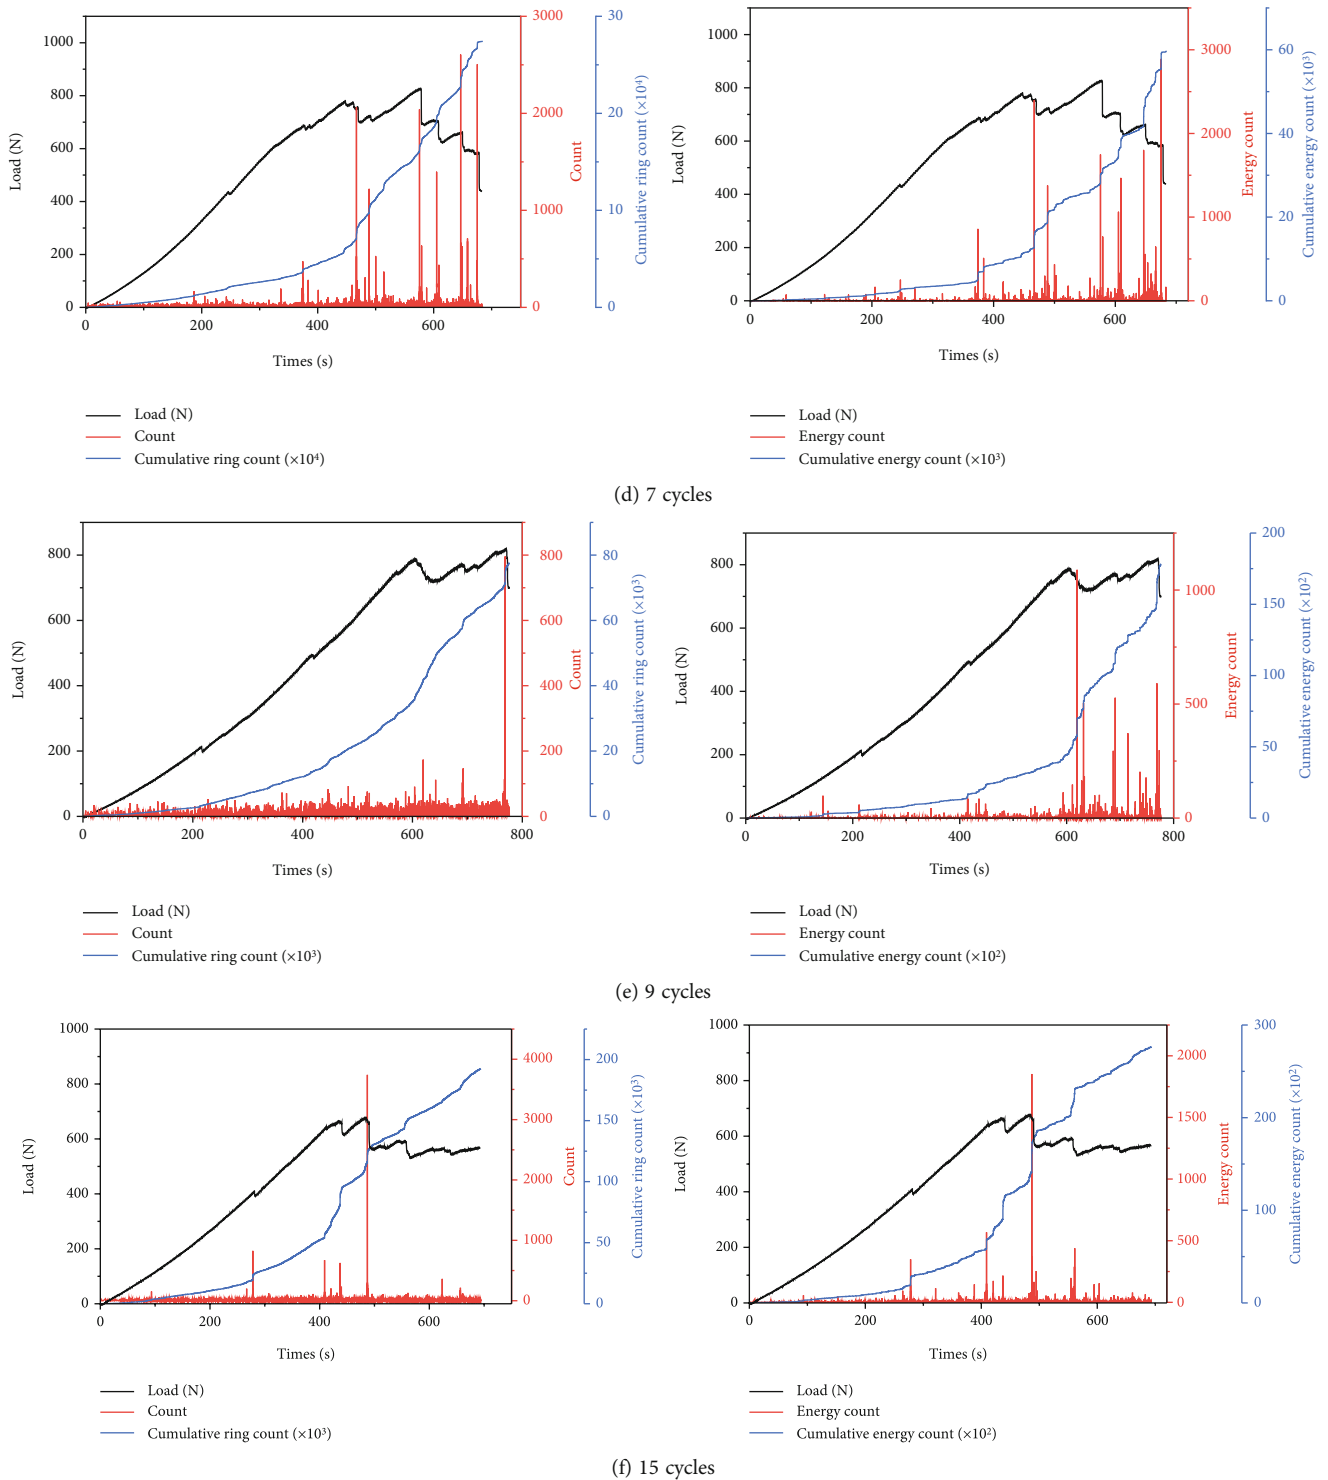 1000
800
600
400
200
0
Load (N)
0
200
400
600
Times (s)
3000
2000
1000
0
Count
30
20
10
0
Cumulative ring count (×10⁴)
Load (N)
Count
Cumulative ring count (×10⁴)
1000
800
600
400
200
0
Load (N)
0
200
400
600
Times (s)
3000
2000
1000
0
Energy count
60
40
20
0
Cumulative energy count (×10³)
Load (N)
Energy count
Cumulative energy count (×10³)
(d) 7 cycles
800
600
400
200
0
Load (N)
0
200
400
600
800
Times (s)
800
600
400
200
0
Count
80
60
40
20
0
Cumulative ring count (×10³)
Load (N)
Count
Cumulative ring count (×10³)
800
600
400
200
0
Load (N)
0
200
400
600
800
Times (s)
1000
500
0
Energy count
200
150
100
50
0
Cumulative energy count (×10²)
Load (N)
Energy count
Cumulative energy count (×10²)
(e) 9 cycles
1000
800
600
400
200
0
Load (N)
0
200
400
600
Times (s)
4000
3000
2000
1000
0
Count
200
150
100
50
0
Cumulative ring count (×10³)
Load (N)
Count
Cumulative ring count (×10³)
1000
800
600
400
200
0
Load (N)
0
200
400
600
Times (s)
2000
1500
1000
500
0
Energy count
300
200
100
0
Cumulative energy count (×10²)
Load (N)
Energy count
Cumulative energy count (×10²)
(f) 15 cycles